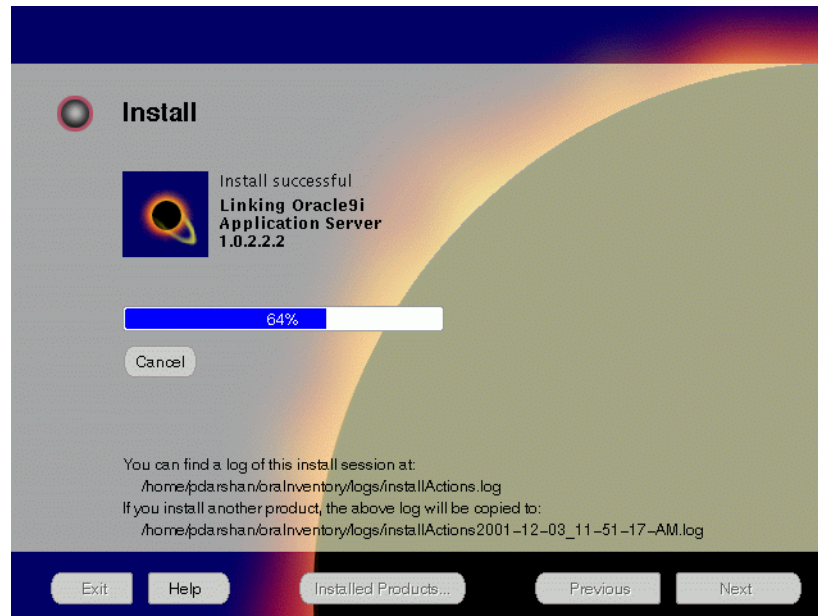 Install
Install successful
Linking Oracle9i
Application Server
1.0.2.2.2
64%
Cancel
You can find a log of this install session at:
/home/pdarshan/oraInventory/logs/installActions.log
If you install another product, the above log will be copied to:
/home/pdarshan/oraInventory/logs/installActions2001-12-03_11-51-17-AM.log
Exit
Help
Installed Products...
Previous
Next